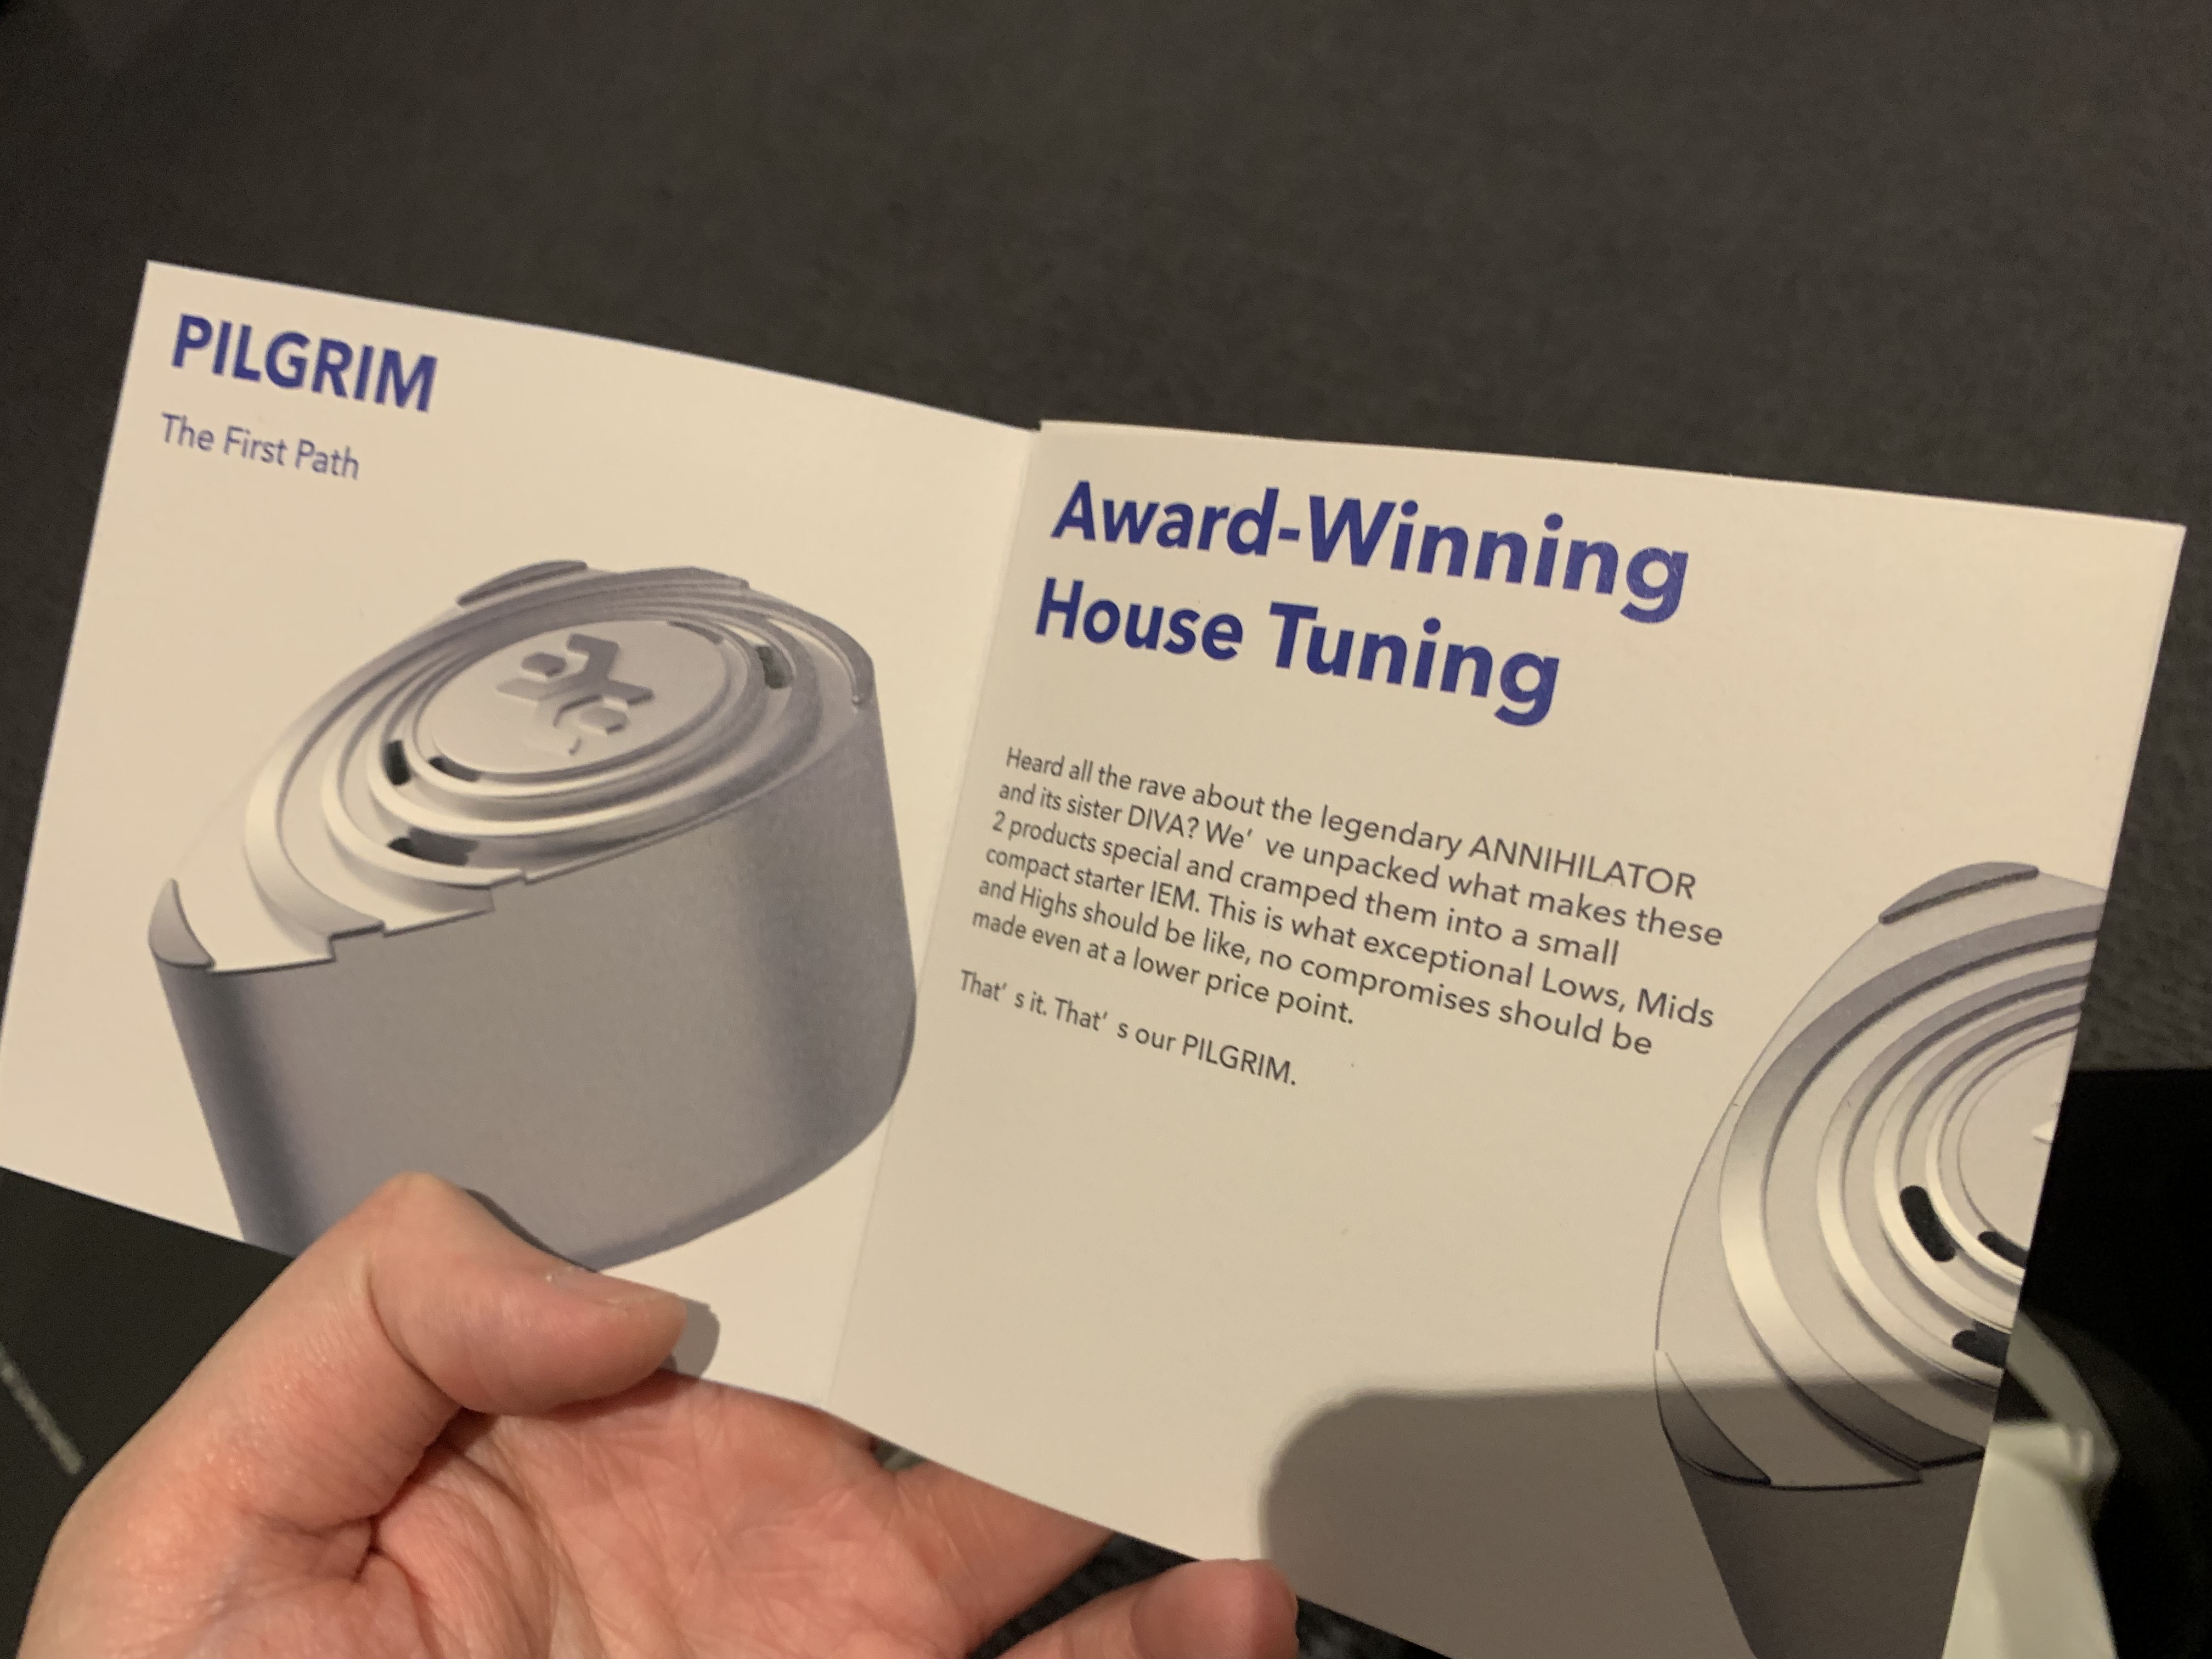 PILGRIM
The First Path
Award-Winning
House Tuning
Heard all the rave about the legendary ANNIHILATOR
and its sister DIVA? We' ve unpacked what makes these
2 products special and cramped them into a small
compact starter IEM. This is what exceptional Lows, Mids
and Highs should be like, no compromises should be
made even at a lower price point.
That' s it. That' s our PILGRIM.